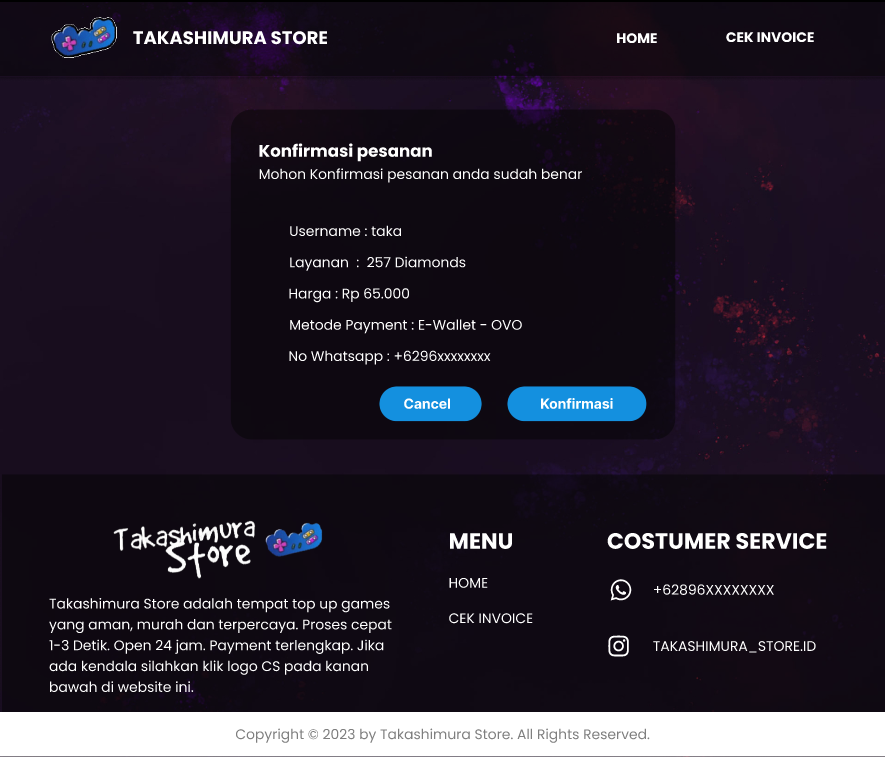 TAKASHIMURA STORE
HOME
CEK INVOICE
Konfirmasi pesanan
Mohon Konfirmasi pesanan anda sudah benar
Username : taka
Layanan  :  257 Diamonds
Harga : Rp 65.000
Metode Payment : E-Wallet - OVO
No Whatsapp : +6296xxxxxxxx
Cancel
Konfirmasi
Takashimura
Store
Takashimura Store adalah tempat top up games
yang aman, murah dan terpercaya. Proses cepat
1-3 Detik. Open 24 jam. Payment terlengkap. Jika
ada kendala silahkan klik logo CS pada kanan
bawah di website ini.
MENU
HOME
CEK INVOICE
COSTUMER SERVICE
+62896XXXXXXXX
TAKASHIMURA_STORE.ID
Copyright © 2023 by Takashimura Store. All Rights Reserved.